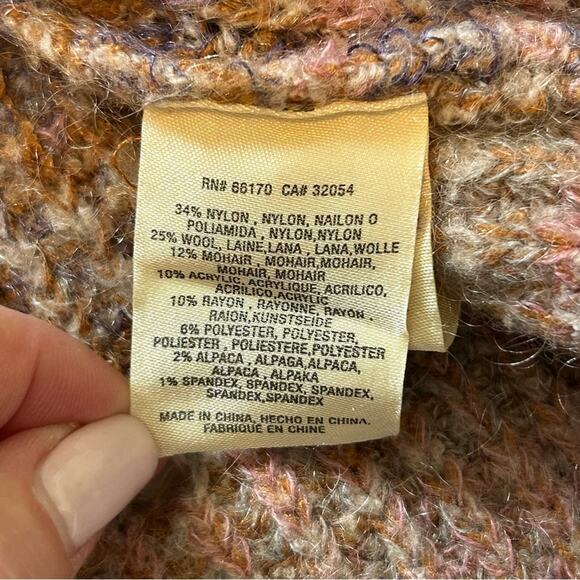 RN# 66170 CA# 32054
34% NYLON , NYLON, NAILON O
POLIAMIDA , NYLON,NYLON
25% WOOL, LAINE,LANA , LANA,WOLLE
12% MOHAIR , MOHAIR,MOHAIR,
MOHAIR, MOHAIR
10% ACRYLIC, ACRYLIQUE, ACRILICO,
ACRILICO,ACRYLIC
10% RAYON , RAYONNE, RAYON ,
RAION,KUNSTSEIDE
6% POLYESTER, POLYESTER,
POLIESTER , POLIESTERE,POLYESTER
2% ALPACA , ALPAGA,ALPACA,
ALPACA , ALPAKA
1% SPANDEX, SPANDEX, SPANDEX,
SPANDEX,SPANDEX
MADE IN CHINA, HECHO EN CHINA.
FABRIQUE EN CHINE